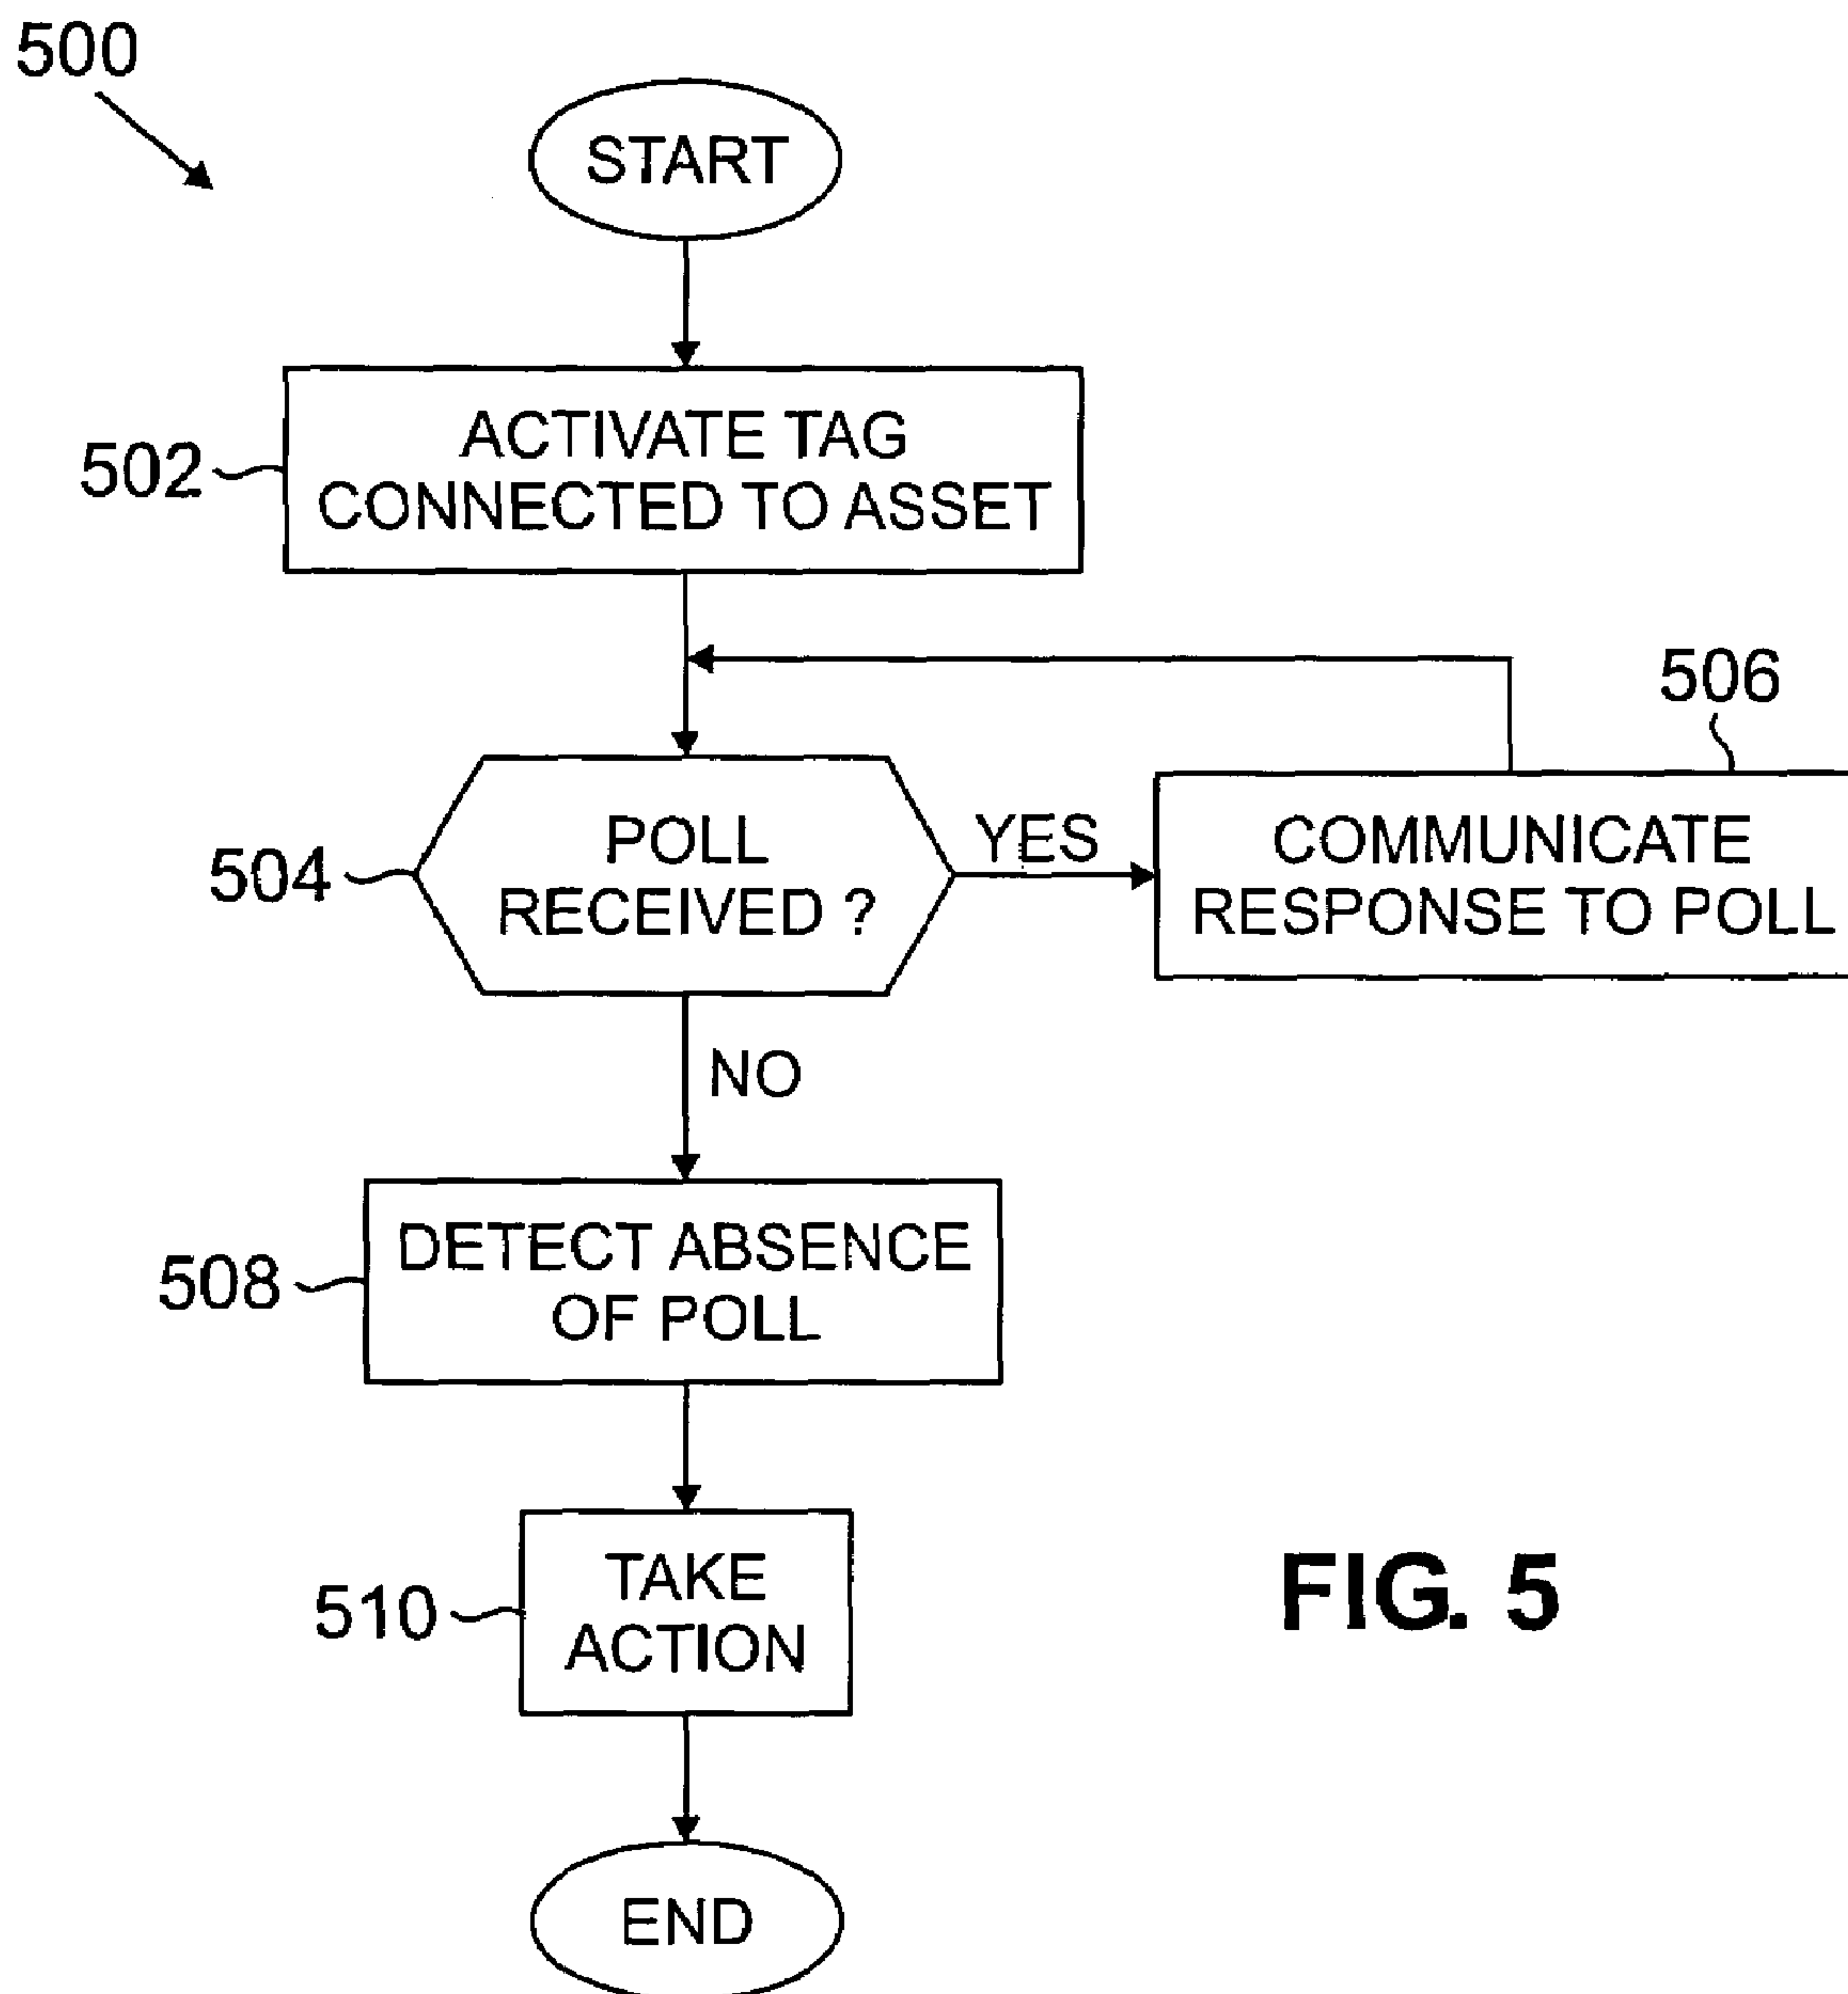 500
START
502
ACTIVATE TAG
CONNECTED TO ASSET
506
504
POLL
RECEIVED ?
YES
COMMUNICATE
RESPONSE TO POLL
NO
508
DETECT ABSENCE
OF POLL
510
TAKE
ACTION
FIG. 5
END